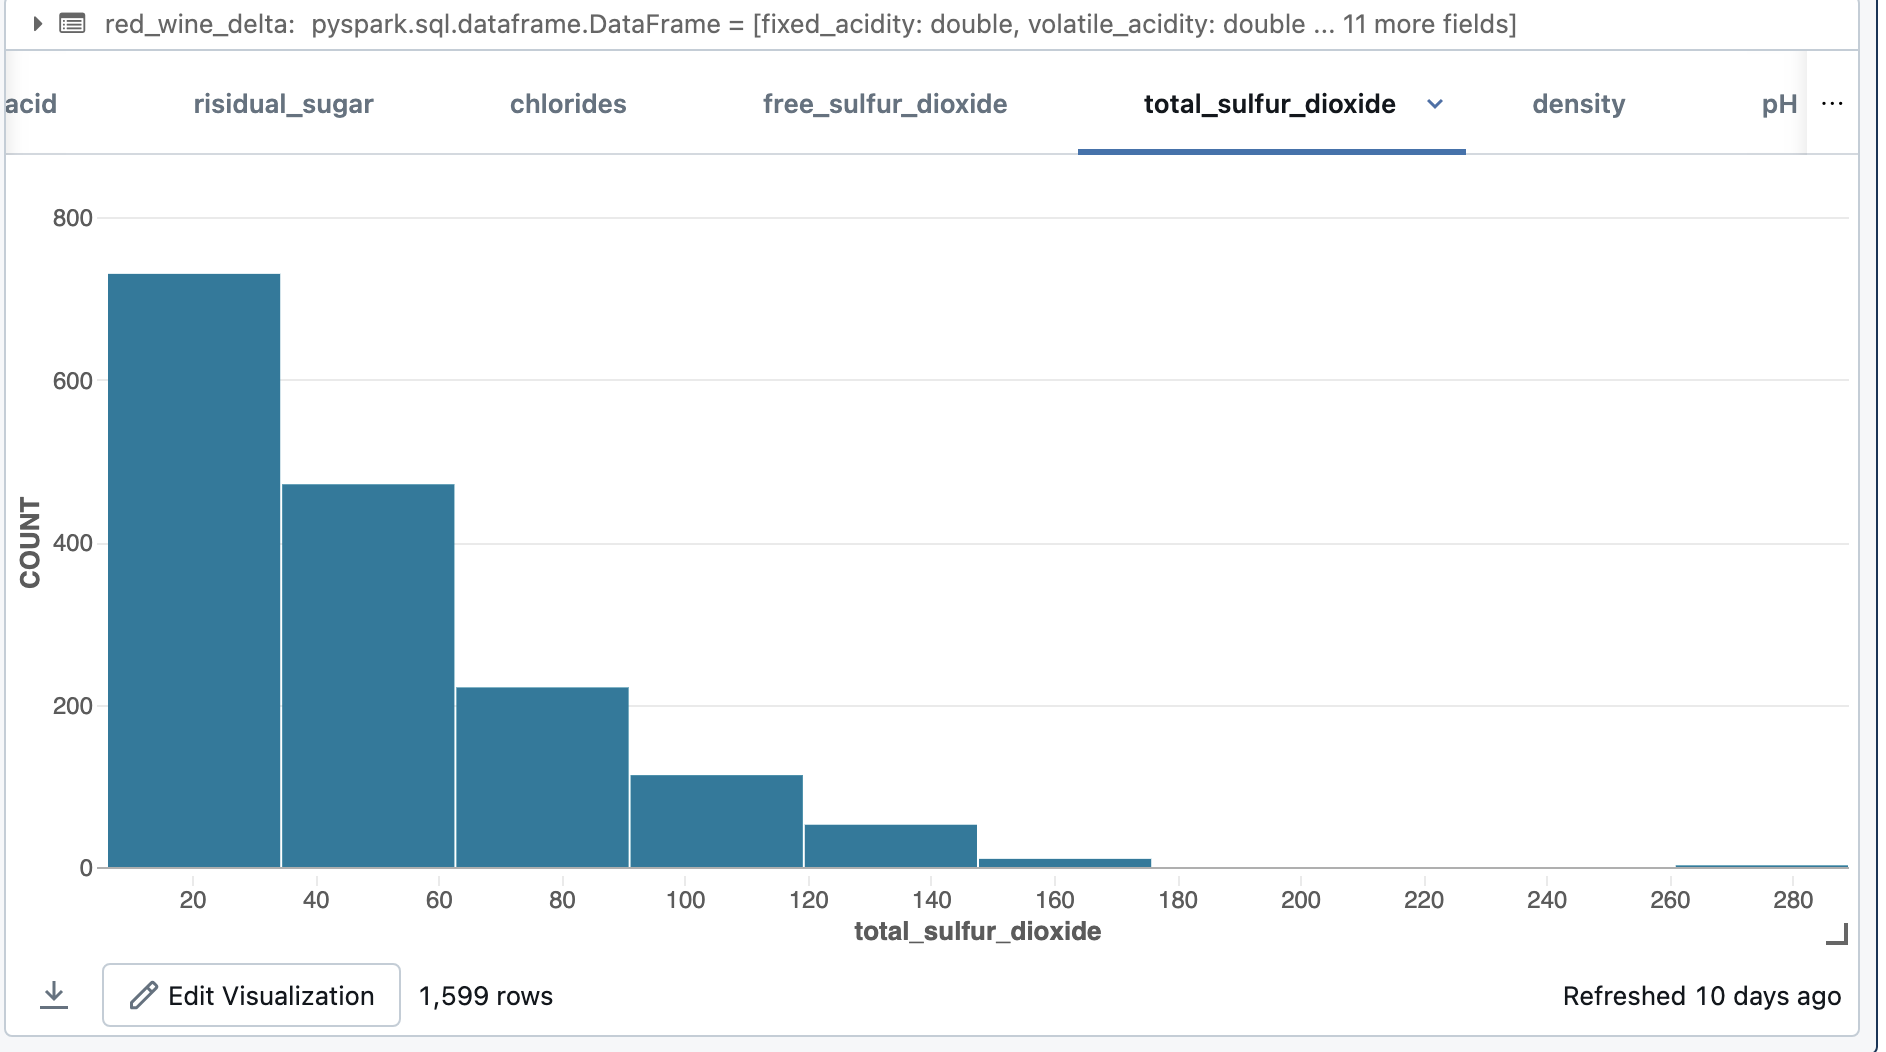 red_wine_delta: pyspark.sql.dataframe.DataFrame = [fixed_acidity: double, volatile_acidity: double ... 11 more fields]
acid risidual_sugar chlorides free_sulfur_dioxide total_sulfur_dioxide density pH ...
800
600
400
200
0
COUNT
20 40 60 80 100 120 140 160 180 200 220 240 260 280
total_sulfur_dioxide
Edit Visualization 1,599 rows Refreshed 10 days ago